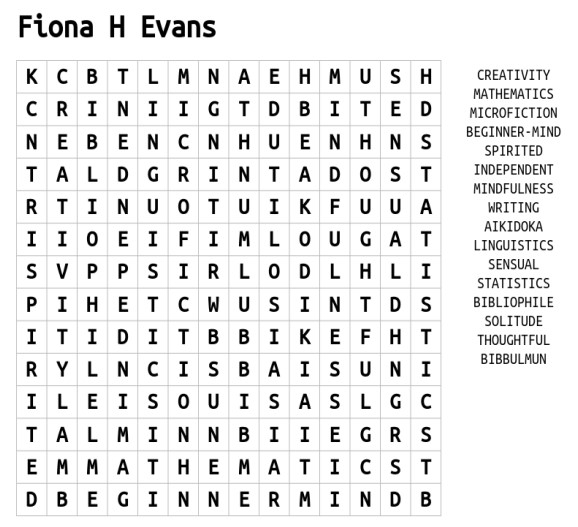 Fiona H Evans
K C B T L M N A E H M U S H
C R I N I I G T D B I T E D
N E B E N C N H U E N H N S
T A L D G R I N T A D O S T
R T I N U O T U I K F U U A
I I O E I F I M L O U G A T
S V P P S I R L O D L H L I
P I H E T C W U S I N T D S
I T I D I T B B I K E F H T
R Y L N C I S B A I S U N I
I L E I S O U I S A S L G C
T A L M I N N B I I E G R S
E M M A T H E M A T I C S T
D B E G I N N E R M I N D B
CREATIVITY
MATHEMATICS
MICROFICTION
BEGINNER-MIND
SPIRITED
INDEPENDENT
MINDFULNESS
WRITING
AIKIDOKA
LINGUISTICS
SENSUAL
STATISTICS
BIBLIOPHILE
SOLITUDE
THOUGHTFUL
BIBBULMUN